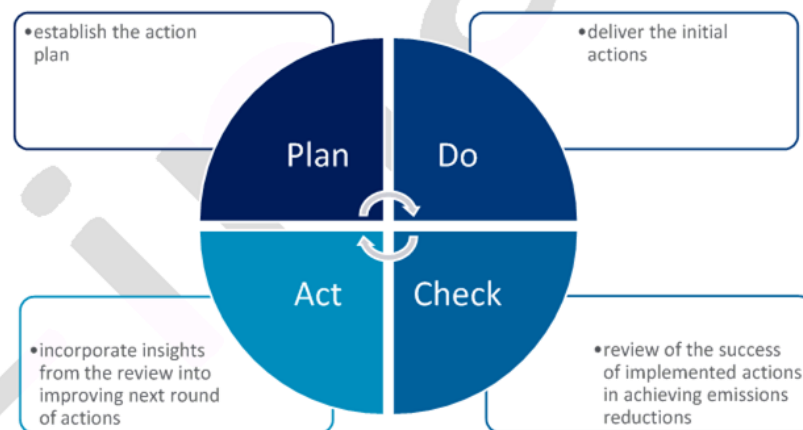 •establish the action
plan
•deliver the initial
actions
Plan
Do
Act
Check
•incorporate insights
from the review into
improving next round
of actions
•review of the success
of implemented actions
in achieving emissions
reductions